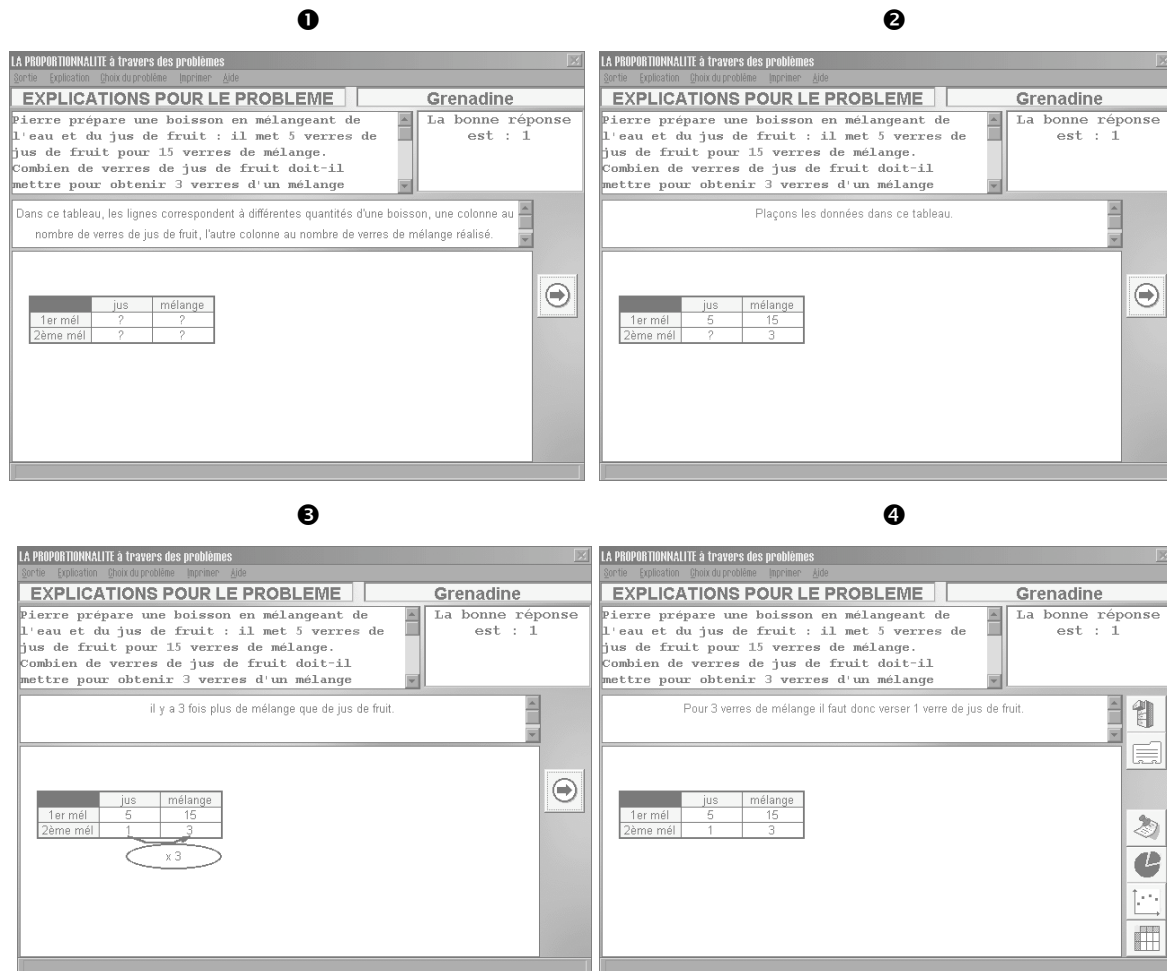 ❶
LA PROPORTIONNALITE à travers des problèmes
Sortie Explication Choix du problème Imprimer Aide
EXPLICATIONS POUR LE PROBLEME Grenadine
Pierre prépare une boisson en mélangeant de
l'eau et du jus de fruit : il met 5 verres de
jus de fruit pour 15 verres de mélange.
Combien de verres de jus de fruit doit-il
mettre pour obtenir 3 verres d'un mélange
La bonne réponse
est : 1
Dans ce tableau, les lignes correspondent à différentes quantités d'une boisson, une colonne au
nombre de verres de jus de fruit, l'autre colonne au nombre de verres de mélange réalisé.
jus mélange
1er mél ? ?
2ème mél ? ?
❷
LA PROPORTIONNALITE à travers des problèmes
Sortie Explication Choix du problème Imprimer Aide
EXPLICATIONS POUR LE PROBLEME Grenadine
Pierre prépare une boisson en mélangeant de
l'eau et du jus de fruit : il met 5 verres de
jus de fruit pour 15 verres de mélange.
Combien de verres de jus de fruit doit-il
mettre pour obtenir 3 verres d'un mélange
La bonne réponse
est : 1
Plaçons les données dans ce tableau.
jus mélange
1er mél 5 15
2ème mél ? 3
❸
LA PROPORTIONNALITE à travers des problèmes
Sortie Explication Choix du problème Imprimer Aide
EXPLICATIONS POUR LE PROBLEME Grenadine
Pierre prépare une boisson en mélangeant de
l'eau et du jus de fruit : il met 5 verres de
jus de fruit pour 15 verres de mélange.
Combien de verres de jus de fruit doit-il
mettre pour obtenir 3 verres d'un mélange
La bonne réponse
est : 1
il y a 3 fois plus de mélange que de jus de fruit.
jus mélange
1er mél 5 15
2ème mél 1 3
x 3
❹
LA PROPORTIONNALITE à travers des problèmes
Sortie Explication Choix du problème Imprimer Aide
EXPLICATIONS POUR LE PROBLEME Grenadine
Pierre prépare une boisson en mélangeant de
l'eau et du jus de fruit : il met 5 verres de
jus de fruit pour 15 verres de mélange.
Combien de verres de jus de fruit doit-il
mettre pour obtenir 3 verres d'un mélange
La bonne réponse
est : 1
Pour 3 verres de mélange il faut donc verser 1 verre de jus de fruit.
jus mélange
1er mél 5 15
2ème mél 1 3